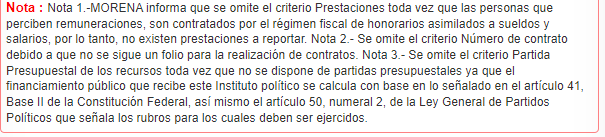 Nota : Nota 1.-MORENA informa que se omite el criterio Prestaciones toda vez que las personas que
perciben remuneraciones, son contratados por el régimen fiscal de honorarios asimilados a sueldos y
salarios, por lo tanto, no existen prestaciones a reportar. Nota 2.- Se omite el criterio Número de contrato
debido a que no se sigue un folio para la realización de contratos. Nota 3.- Se omite el criterio Partida
Presupuestal de los recursos toda vez que no se dispone de partidas presupuestales ya que el
financiamiento público que recibe este Instituto político se calcula con base en lo señalado en el artículo 41,
Base II de la Constitución Federal, así mismo el artículo 50, numeral 2, de la Ley General de Partidos
Políticos que señala los rubros para los cuales deben ser ejercidos.